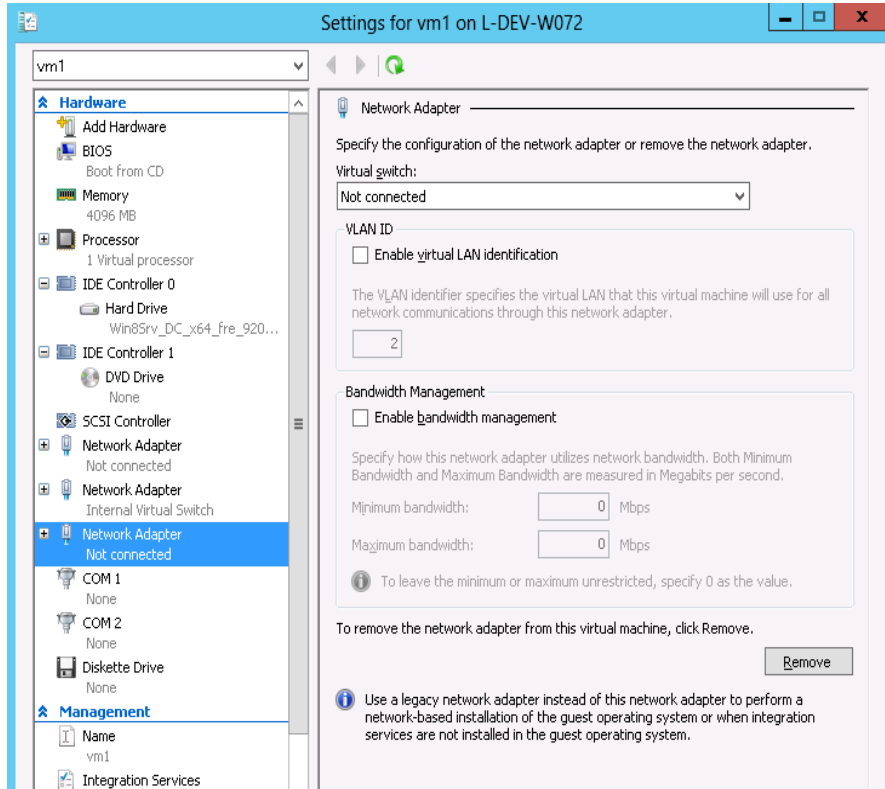 Settings for vm1 on L-DEV-W072
x
vm1
Hardware
Add Hardware
BIOS
Boot from CD
Memory
4096 MB
Processor
1 Virtual processor
IDE Controller 0
Hard Drive
Win8Srv_DC_x64_fre_920...
IDE Controller 1
DVD Drive
None
SCSI Controller
Network Adapter
Not connected
Network Adapter
Internal Virtual Switch
Network Adapter
Not connected
COM 1
None
COM 2
None
Diskette Drive
None
Management
Name
vm1
Integration Services
Network Adapter
Specify the configuration of the network adapter or remove the network adapter.
Virtual switch:
Not connected
VLAN ID
Enable virtual LAN identification
The VLAN identifier specifies the virtual LAN that this virtual machine will use for all
network communications through this network adapter.
2
Bandwidth Management
Enable bandwidth management
Specify how this network adapter utilizes network bandwidth. Both Minimum
Bandwidth and Maximum Bandwidth are measured in Megabits per second.
Minimum bandwidth: 0 Mbps
Maximum bandwidth: 0 Mbps
To leave the minimum or maximum unrestricted, specify 0 as the value.
To remove the network adapter from this virtual machine, click Remove.
Remove
Use a legacy network adapter instead of this network adapter to perform a
network-based installation of the guest operating system or when integration
services are not installed in the guest operating system.